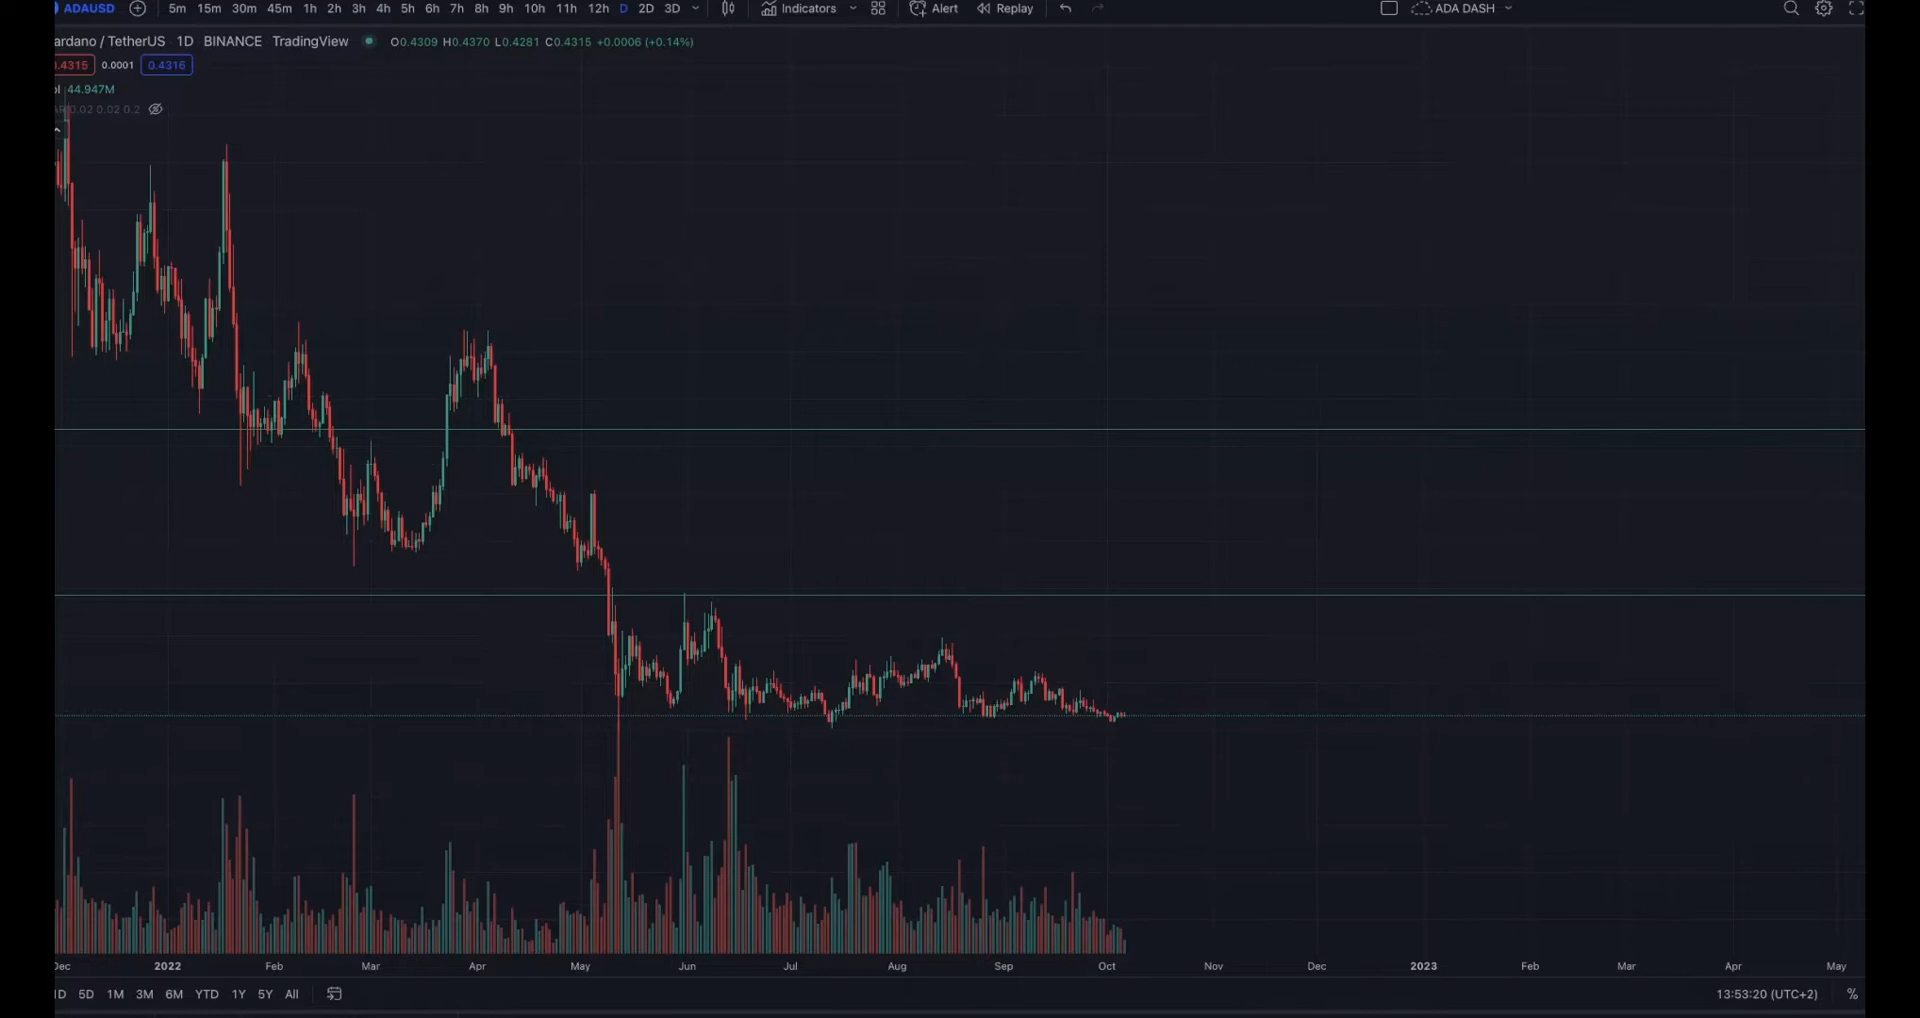 ADAUSD 5m 15m 30m 45m 1h 2h 3h 4h 5h 6h 7h 8h 9h 10h 11h 12h D 2D 3D Indicators Alert Replay ADA DASH
ardano / TetherUS 1D BINANCE TradingView O0.4309 H0.4370 L0.4281 C0.4315 +0.0006 (+0.14%)
.4315 0.0001 0.4316
ol 44.947M
0.02 0.02 0.2
Dec 2022 Feb Mar Apr May Jun Jul Aug Sep Oct Nov Dec 2023 Feb Mar Apr May
D 5D 1M 3M 6M YTD 1Y 5Y All 13:53:20 (UTC+2) %